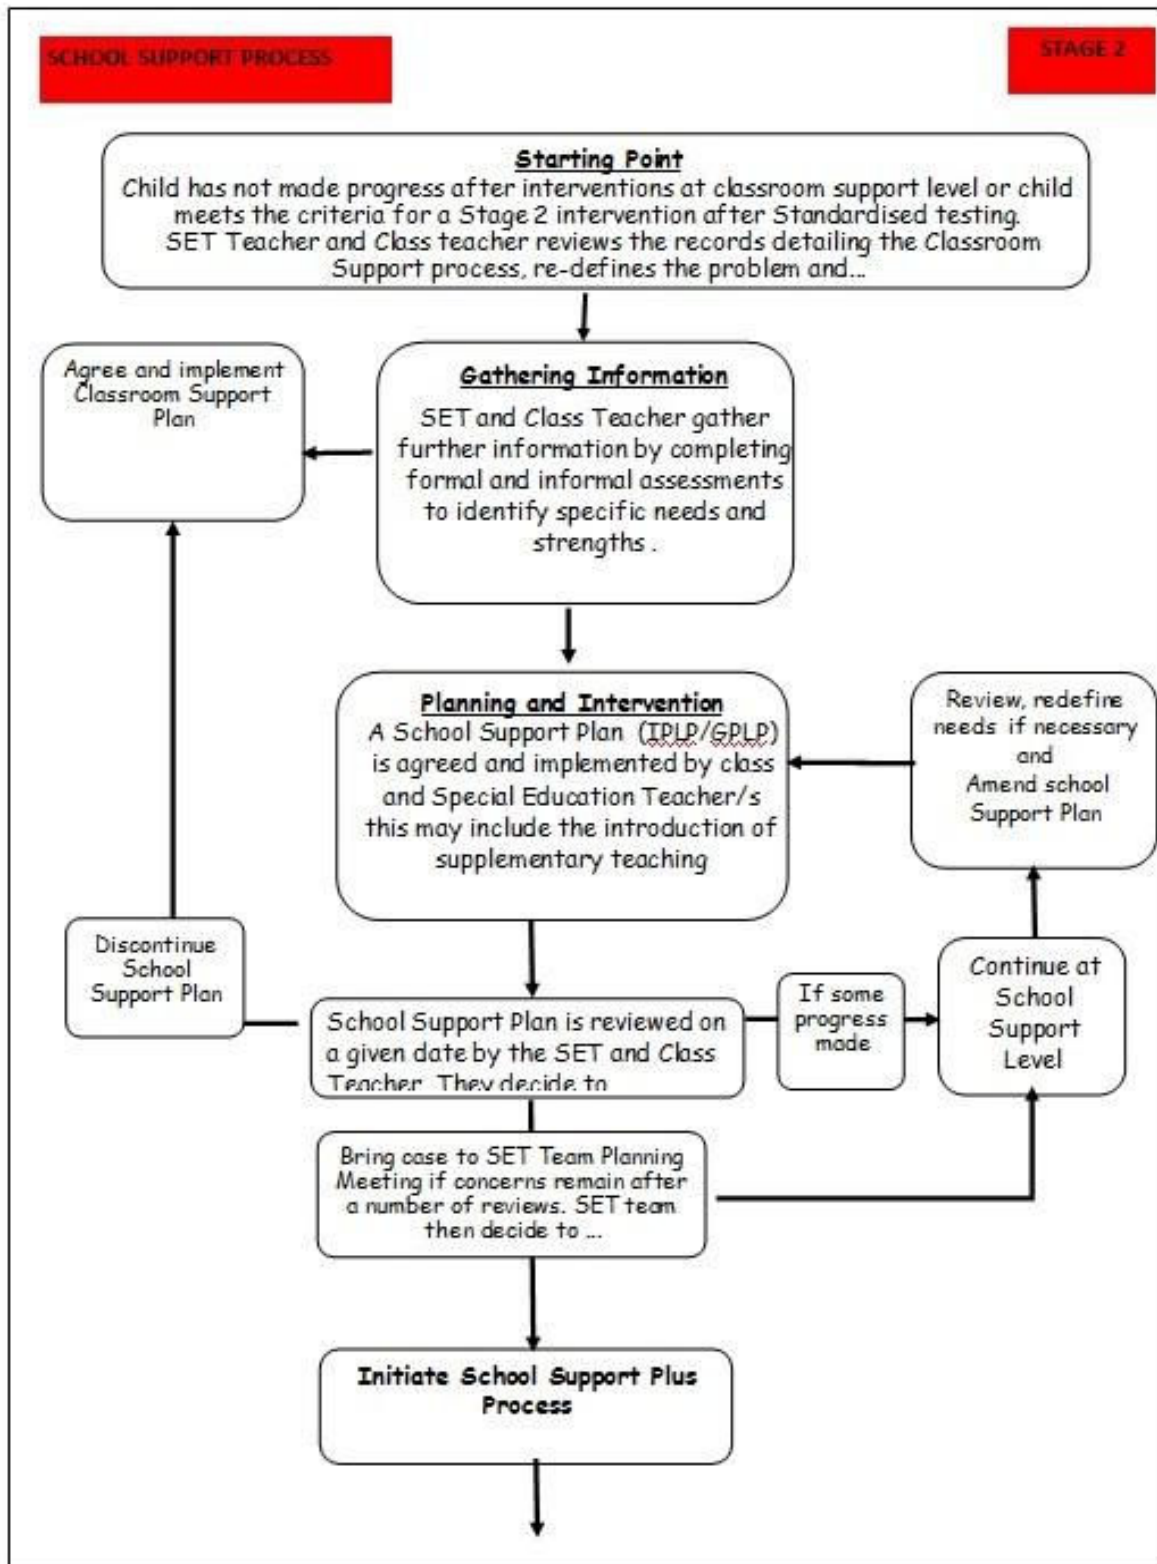 SCHOOL SUPPORT PROCESS
STAGE 2
Starting Point
Child has not made progress after interventions at classroom support level or child
meets the criteria for a Stage 2 intervention after Standardised testing.
SET Teacher and Class teacher reviews the records detailing the Classroom
Support process, re-defines the problem and...
Agree and implement
Classroom Support
Plan
Gathering Information
SET and Class Teacher gather
further information by completing
formal and informal assessments
to identify specific needs and
strengths .
Planning and Intervention
A School Support Plan (IPLP/GPLP)
is agreed and implemented by class
and Special Education Teacher/s
this may include the introduction of
supplementary teaching
Review, redefine
needs if necessary
and
Amend school
Support Plan
Discontinue
School
Support Plan
School Support Plan is reviewed on
a given date by the SET and Class
Teacher. They decide to
If some
progress
made
Continue at
School
Support
Level
Bring case to SET Team Planning
Meeting if concerns remain after
a number of reviews. SET team
then decide to ...
Initiate School Support Plus
Process